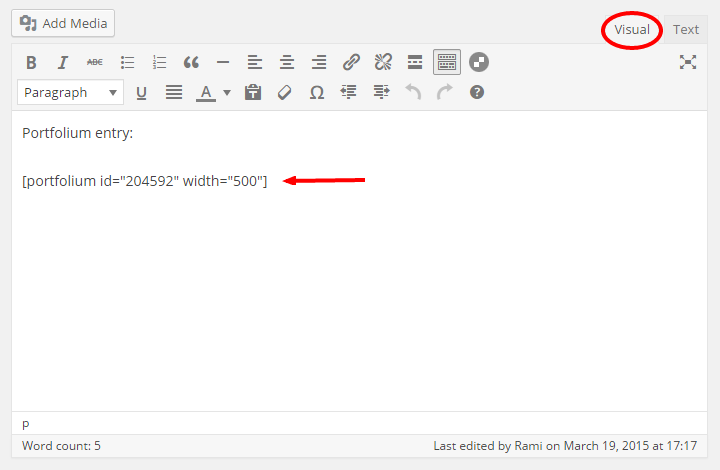 Add Media
Visual Text
B I ABC
Paragraph U A T Ω ?
Portfolium entry:
[portfolium id="204592" width="500"]
p
Word count: 5 Last edited by Rami on March 19, 2015 at 17:17